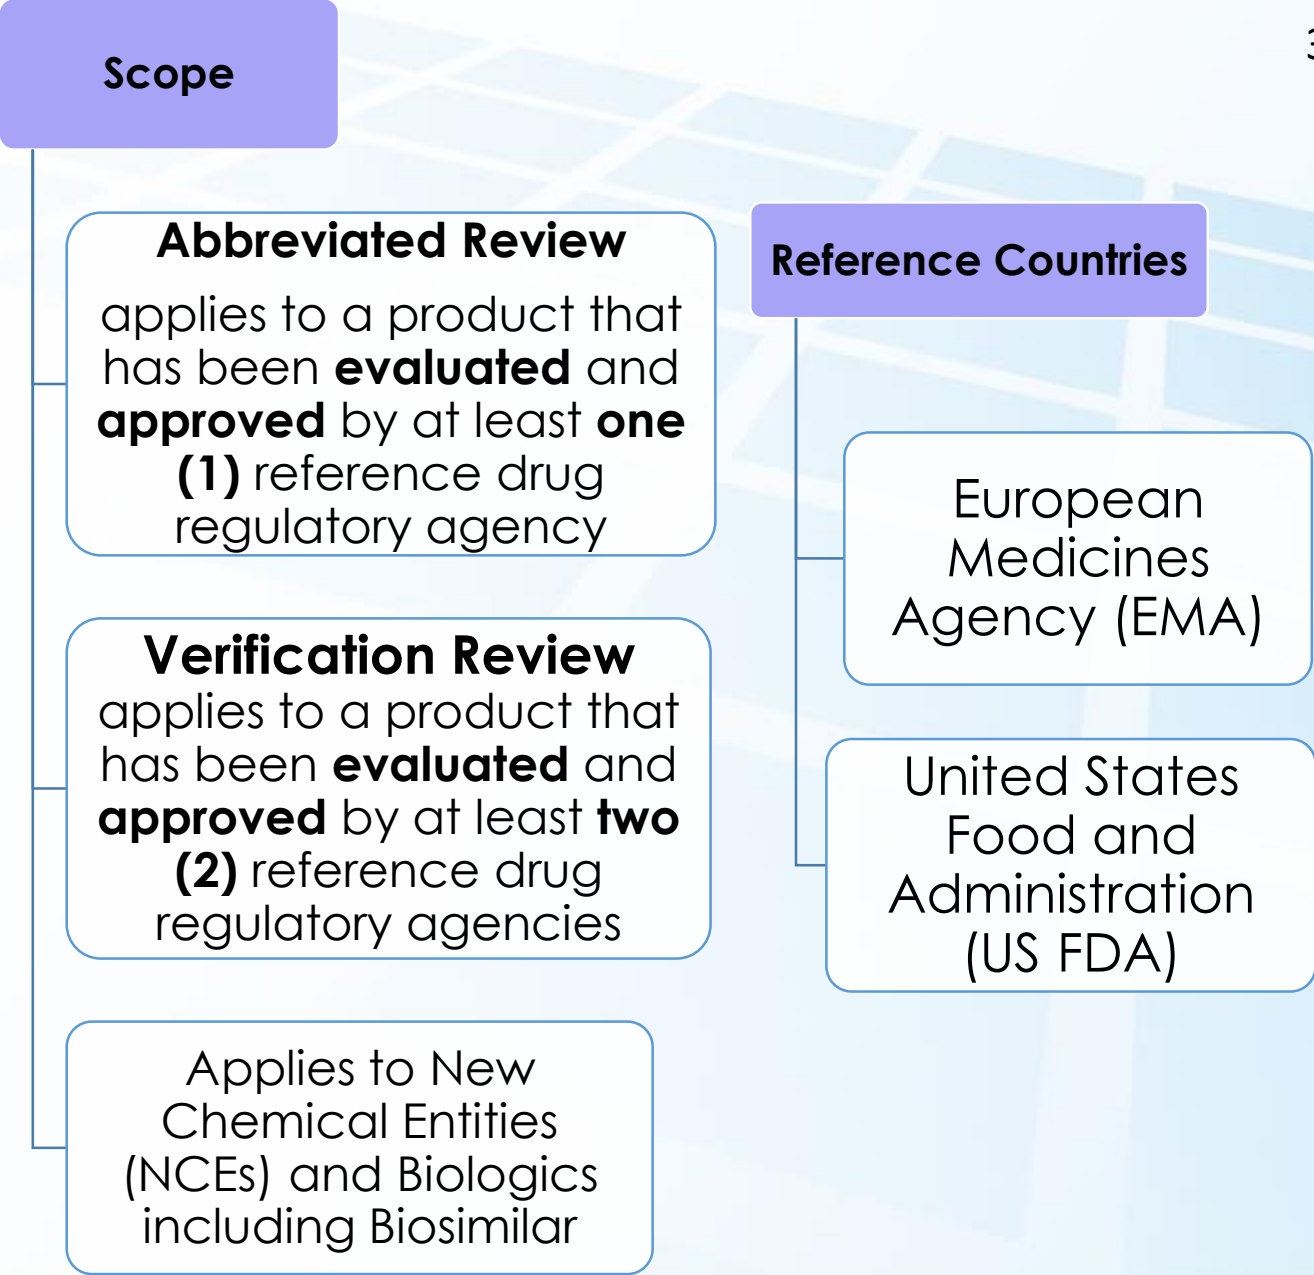 3
Scope
Abbreviated Review
applies to a product that
has been evaluated and
approved by at least one
(1) reference drug
regulatory agency
Verification Review
applies to a product that
has been evaluated and
approved by at least two
(2) reference drug
regulatory agencies
Applies to New
Chemical Entities
(NCEs) and Biologics
including Biosimilar
Reference Countries
European
Medicines
Agency (EMA)
United States
Food and
Administration
(US FDA)